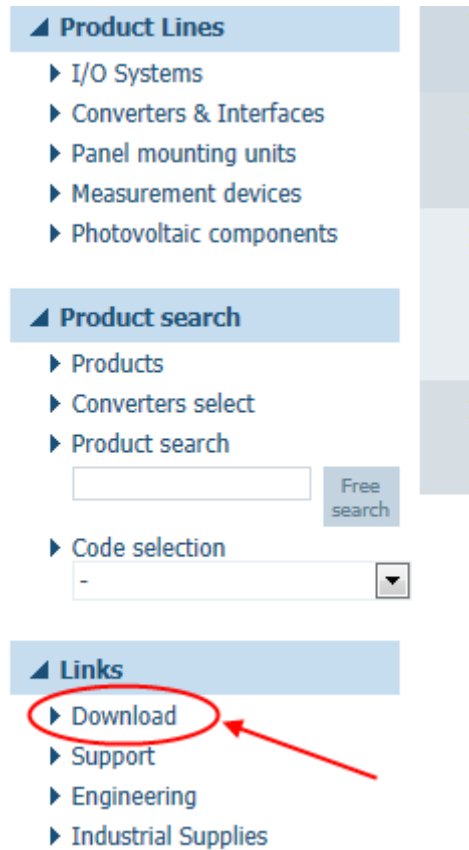 Product Lines
I/O Systems
Converters & Interfaces
Panel mounting units
Measurement devices
Photovoltaic components
Product search
Products
Converters select
Product search
Free
search
Code selection
-
Links
Download
Support
Engineering
Industrial Supplies